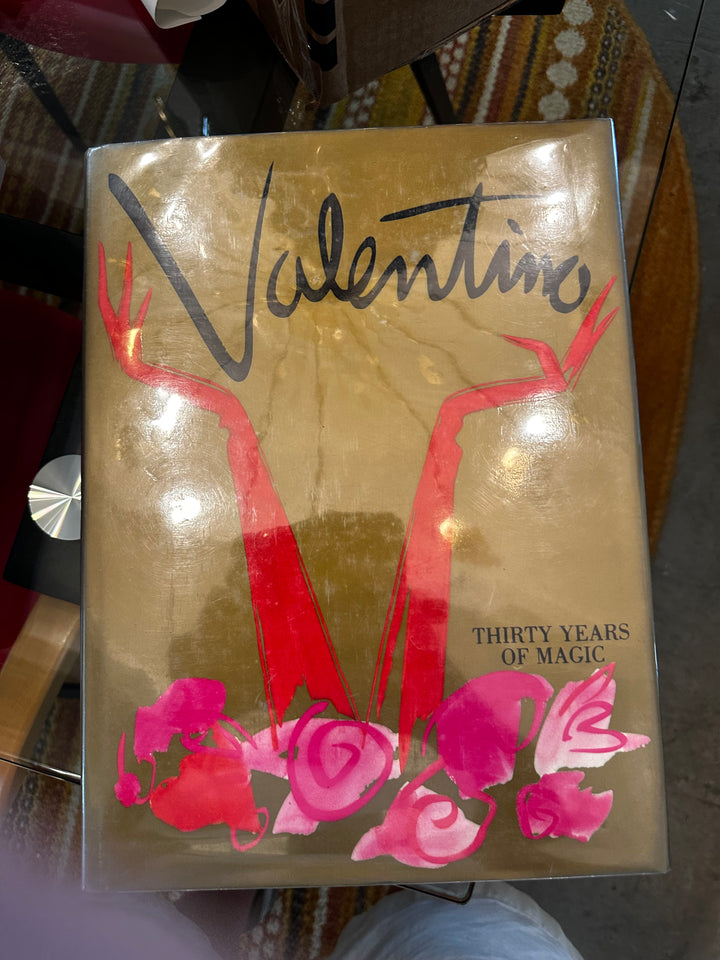 Valentino
THIRTY YEARS
OF MAGIC